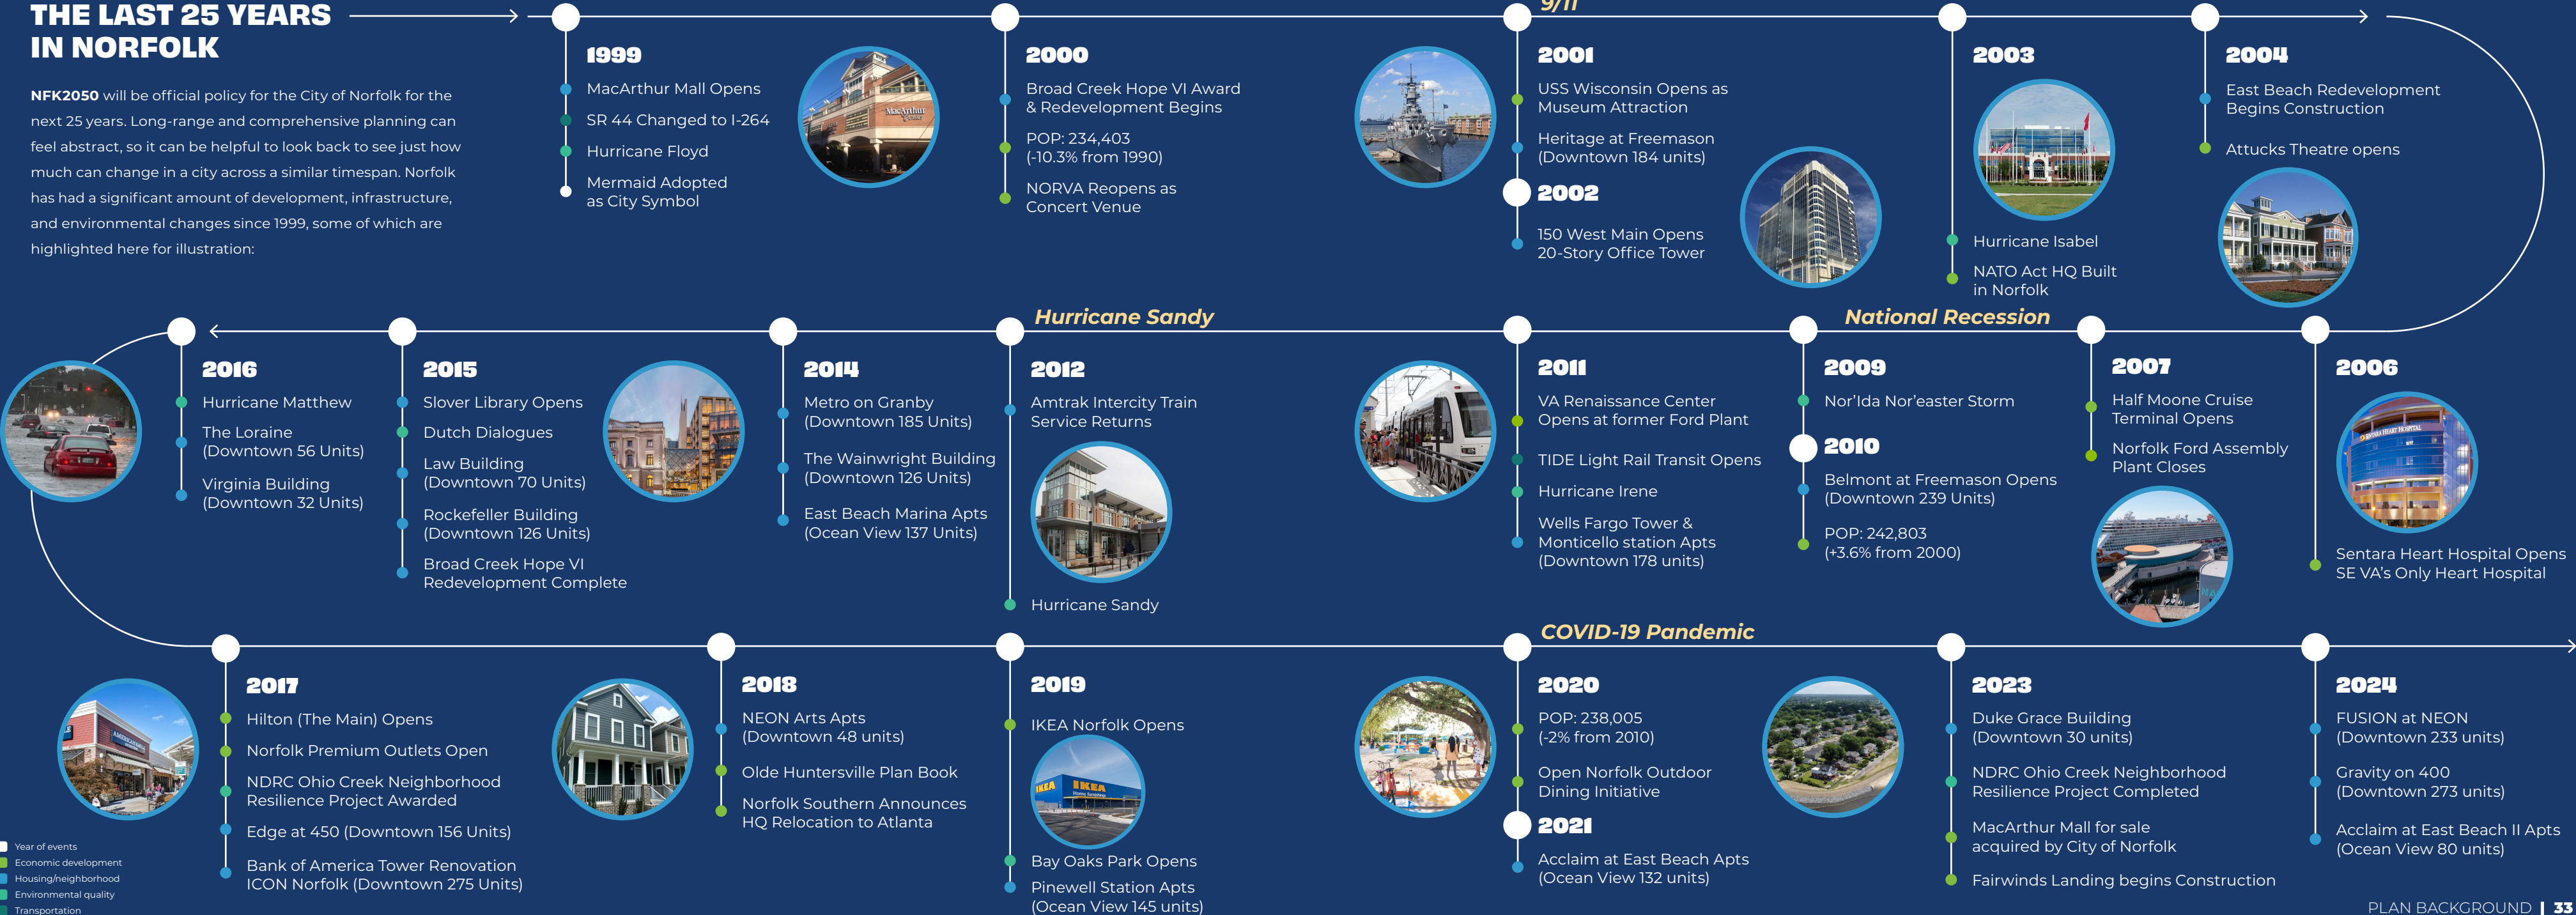 THE LAST 25 YEARS
IN NORFOLK
NFK2050 will be official policy for the City of Norfolk for the
next 25 years. Long-range and comprehensive planning can
feel abstract, so it can be helpful to look back to see just how
much can change in a city across a similar timespan. Norfolk
has had a significant amount of development, infrastructure,
and environmental changes since 1999, some of which are
highlighted here for illustration:
1999
MacArthur Mall Opens
SR 44 Changed to I-264
Hurricane Floyd
Mermaid Adopted
as City Symbol
MacArthur
2000
Broad Creek Hope VI Award
& Redevelopment Begins
POP: 234,403
(-10.3% from 1990)
NORVA Reopens as
Concert Venue
9/11
2001
USS Wisconsin Opens as
Museum Attraction
Heritage at Freemason
(Downtown 184 units)
2002
150 West Main Opens
20-Story Office Tower
2003
Hurricane Isabel
NATO Act HQ Built
in Norfolk
2004
East Beach Redevelopment
Begins Construction
Attucks Theatre opens
2006
SENTARA HEART HOSPITAL
Sentara Heart Hospital Opens
SE VA's Only Heart Hospital
2007
Half Moone Cruise
Terminal Opens
Norfolk Ford Assembly
Plant Closes
National Recession
2009
Nor'Ida Nor'easter Storm
2010
Belmont at Freemason Opens
(Downtown 239 Units)
POP: 242,803
(+3.6% from 2000)
2011
VA Renaissance Center
Opens at former Ford Plant
TIDE Light Rail Transit Opens
Hurricane Irene
Wells Fargo Tower &
Monticello station Apts
(Downtown 178 units)
Hurricane Sandy
2012
Amtrak Intercity Train
Service Returns
Hurricane Sandy
2014
Metro on Granby
(Downtown 185 Units)
The Wainwright Building
(Downtown 126 Units)
East Beach Marina Apts
(Ocean View 137 Units)
2015
Slover Library Opens
Dutch Dialogues
Law Building
(Downtown 70 Units)
Rockefeller Building
(Downtown 126 Units)
Broad Creek Hope VI
Redevelopment Complete
2016
Hurricane Matthew
The Loraine
(Downtown 56 Units)
Virginia Building
(Downtown 32 Units)
2017
Hilton (The Main) Opens
Norfolk Premium Outlets Open
NDRC Ohio Creek Neighborhood
Resilience Project Awarded
Edge at 450 (Downtown 156 Units)
Bank of America Tower Renovation
ICON Norfolk (Downtown 275 Units)
2018
NEON Arts Apts
(Downtown 48 units)
Olde Huntersville Plan Book
Norfolk Southern Announces
HQ Relocation to Atlanta
2019
IKEA Norfolk Opens
IKEA
IKEA
Bay Oaks Park Opens
Pinewell Station Apts
(Ocean View 145 units)
COVID-19 Pandemic
2020
POP: 238,005
(-2% from 2010)
Open Norfolk Outdoor
Dining Initiative
2021
Acclaim at East Beach Apts
(Ocean View 132 units)
2023
Duke Grace Building
(Downtown 30 units)
NDRC Ohio Creek Neighborhood
Resilience Project Completed
MacArthur Mall for sale
acquired by City of Norfolk
Fairwinds Landing begins Construction
2024
FUSION at NEON
(Downtown 233 units)
Gravity on 400
(Downtown 273 units)
Acclaim at East Beach II Apts
(Ocean View 80 units)
Year of events
Economic development
Housing/neighborhood
Environmental quality
Transportation
PLAN BACKGROUND | 33